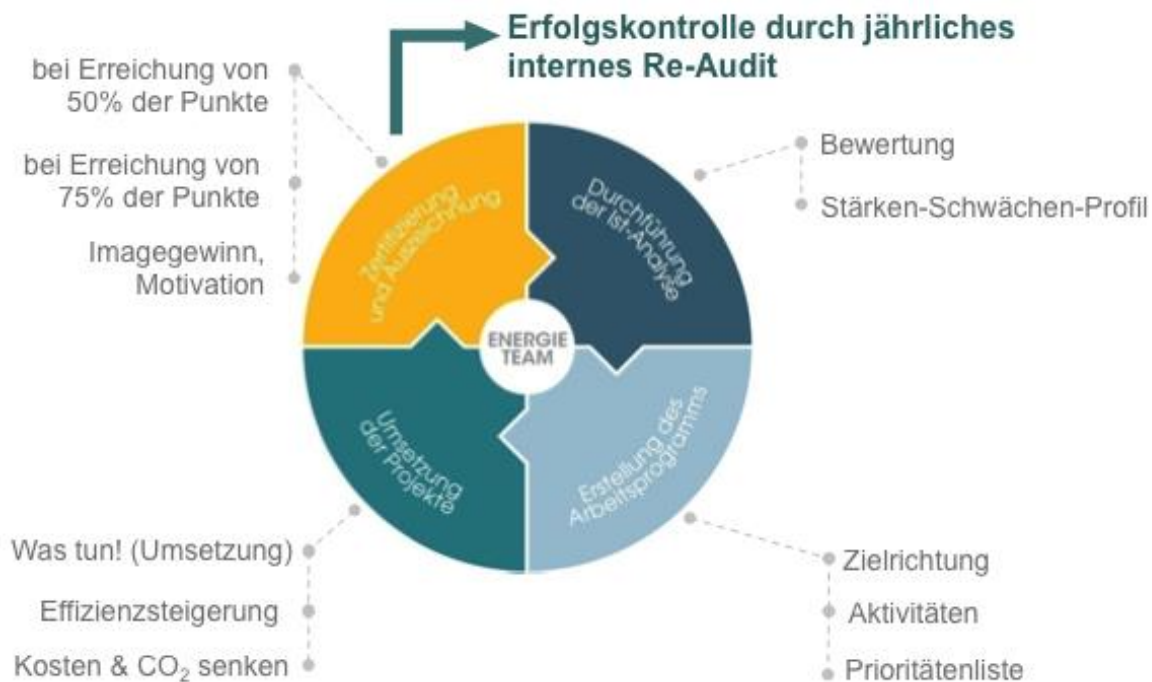 Erfolgskontrolle durch jährliches
internes Re-Audit
bei Erreichung von
50% der Punkte
bei Erreichung von
75% der Punkte
Imagegewinn,
Motivation
Bewertung
Stärken-Schwächen-Profil
Zertifizierung
und Auszeichnung
Durchführung
der Ist-Analyse
ENERGIE
TEAM
Umsetzung
der Projekte
Erstellung des
Arbeitsprogramms
Was tun! (Umsetzung)
Effizienzsteigerung
Kosten & CO₂ senken
Zielrichtung
Aktivitäten
Prioritätenliste